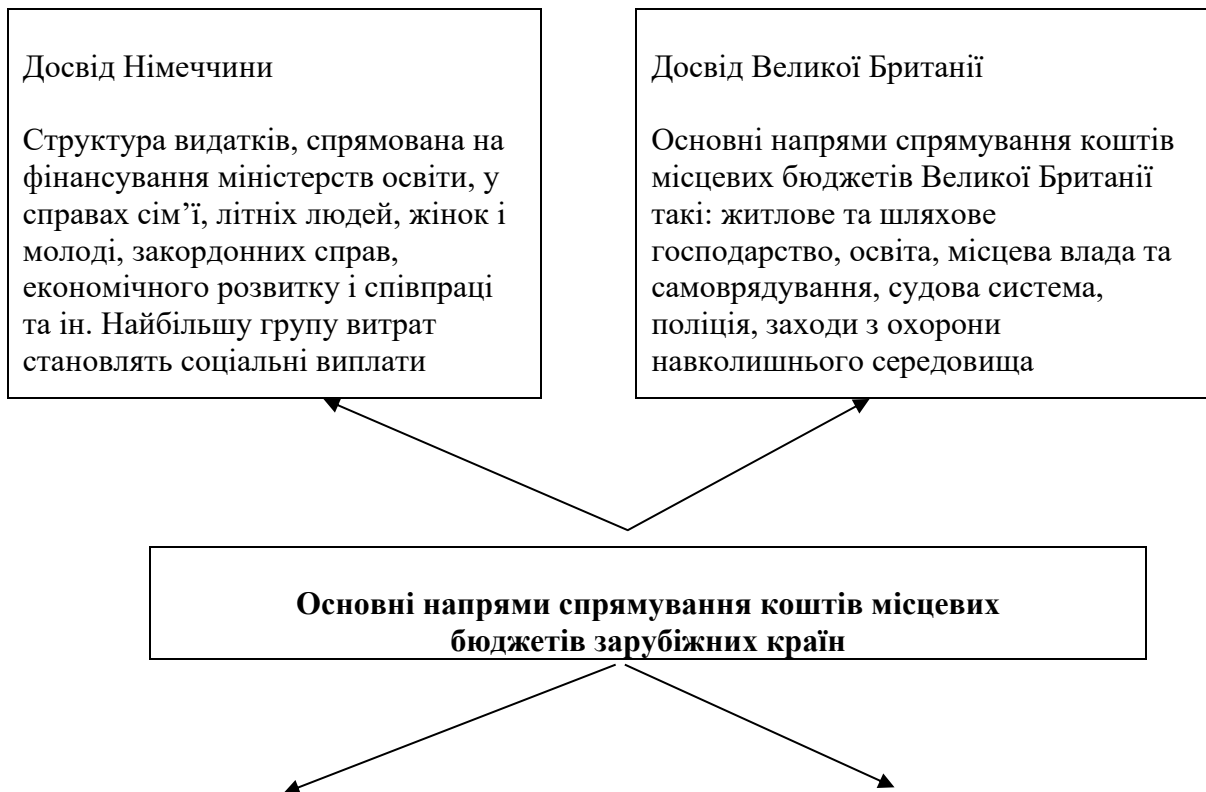 Досвід Німеччини
Структура видатків, спрямована на
фінансування міністерств освіти, у
справах сім’ї, літніх людей, жінок і
молоді, закордонних справ,
економічного розвитку і співпраці
та ін. Найбільшу групу витрат
становлять соціальні виплати
Досвід Великої Британії
Основні напрями спрямування коштів
місцевих бюджетів Великої Британії
такі: житлове та шляхове
господарство, освіта, місцева влада та
самоврядування, судова система,
поліція, заходи з охорони
навколишнього середовища
Основні напрями спрямування коштів місцевих
бюджетів зарубіжних країн